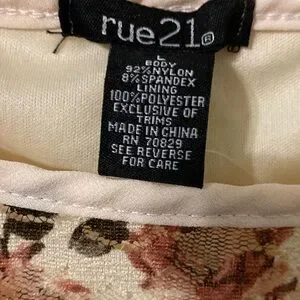 rue21®
L
BODY
92%NYLON
8%SPANDEX
LINING
100%POLYESTER
EXCLUSIVE OF
TRIMS
MADE IN CHINA
RN 70829
SEE REVERSE
FOR CARE